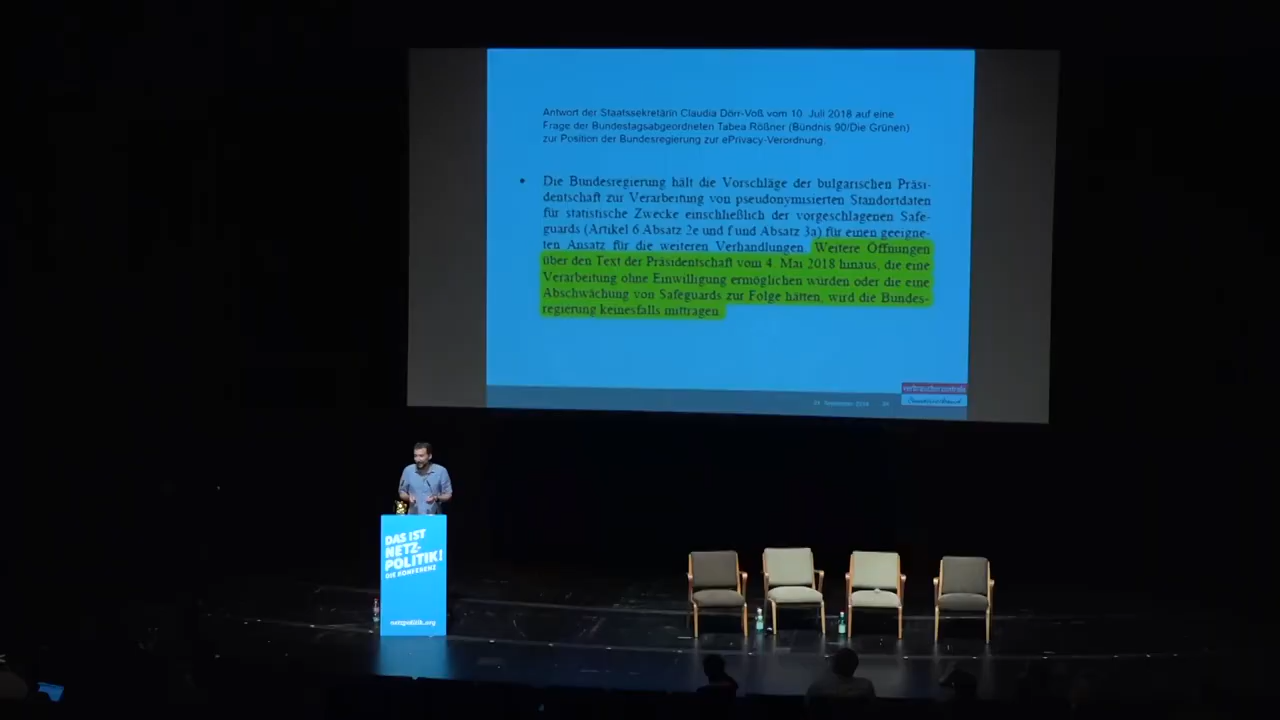 Antwort der Staatssekretärin Claudia Dörr-Voß vom 10. Juli 2018 auf eine
Frage der Bundestagsabgeordneten Tabea Rößner (Bündnis 90/Die Grünen)
zur Position der Bundesregierung zur ePrivacy-Verordnung.
• Die Bundesregierung hält die Vorschläge der bulgarischen Präsi-
dentschaft zur Verarbeitung von pseudonymisierten Standortdaten
für statistische Zwecke einschließlich der vorgeschlagenen Safe-
guards (Artikel 6 Absatz 2e und f und Absatz 3a) für einen geeigne-
ten Ansatz für die weiteren Verhandlungen. Weitere Öffnungen
über den Text der Präsidentschaft vom 4. Mai 2018 hinaus, die eine
Verarbeitung ohne Einwilligung ermöglichen würden oder die eine
Abschwächung von Safeguards zur Folge hätten, wird die Bundes-
regierung keinesfalls mittragen.
verbraucherzentrale
DAS IST
NETZ-
POLITIK!
DIE KONFERENZ
netzpolitik.org